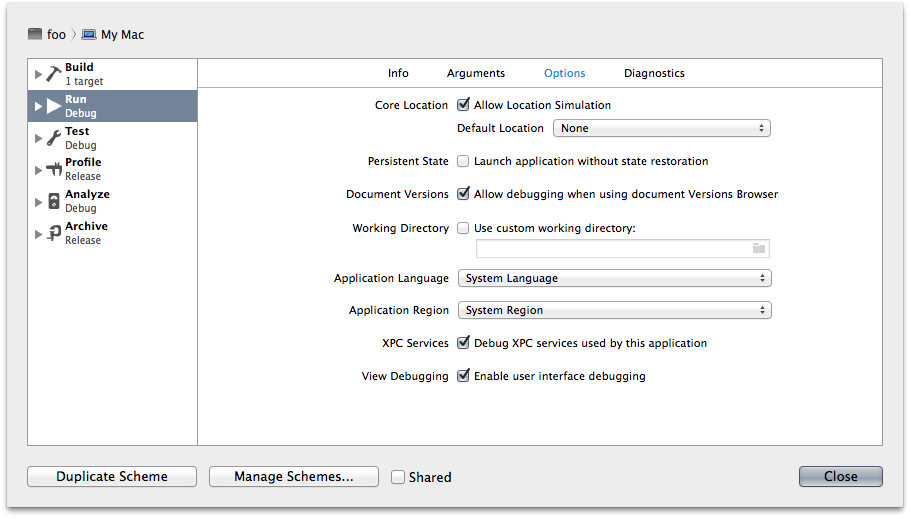 foo 〉 My Mac
Build
1 target
Run
Debug
Test
Debug
Profile
Release
Analyze
Debug
Archive
Release
Info Arguments Options Diagnostics
Core Location Allow Location Simulation
Default Location None
Persistent State Launch application without state restoration
Document Versions Allow debugging when using document Versions Browser
Working Directory Use custom working directory:
Application Language System Language
Application Region System Region
XPC Services Debug XPC services used by this application
View Debugging Enable user interface debugging
Duplicate Scheme Manage Schemes... Shared Close